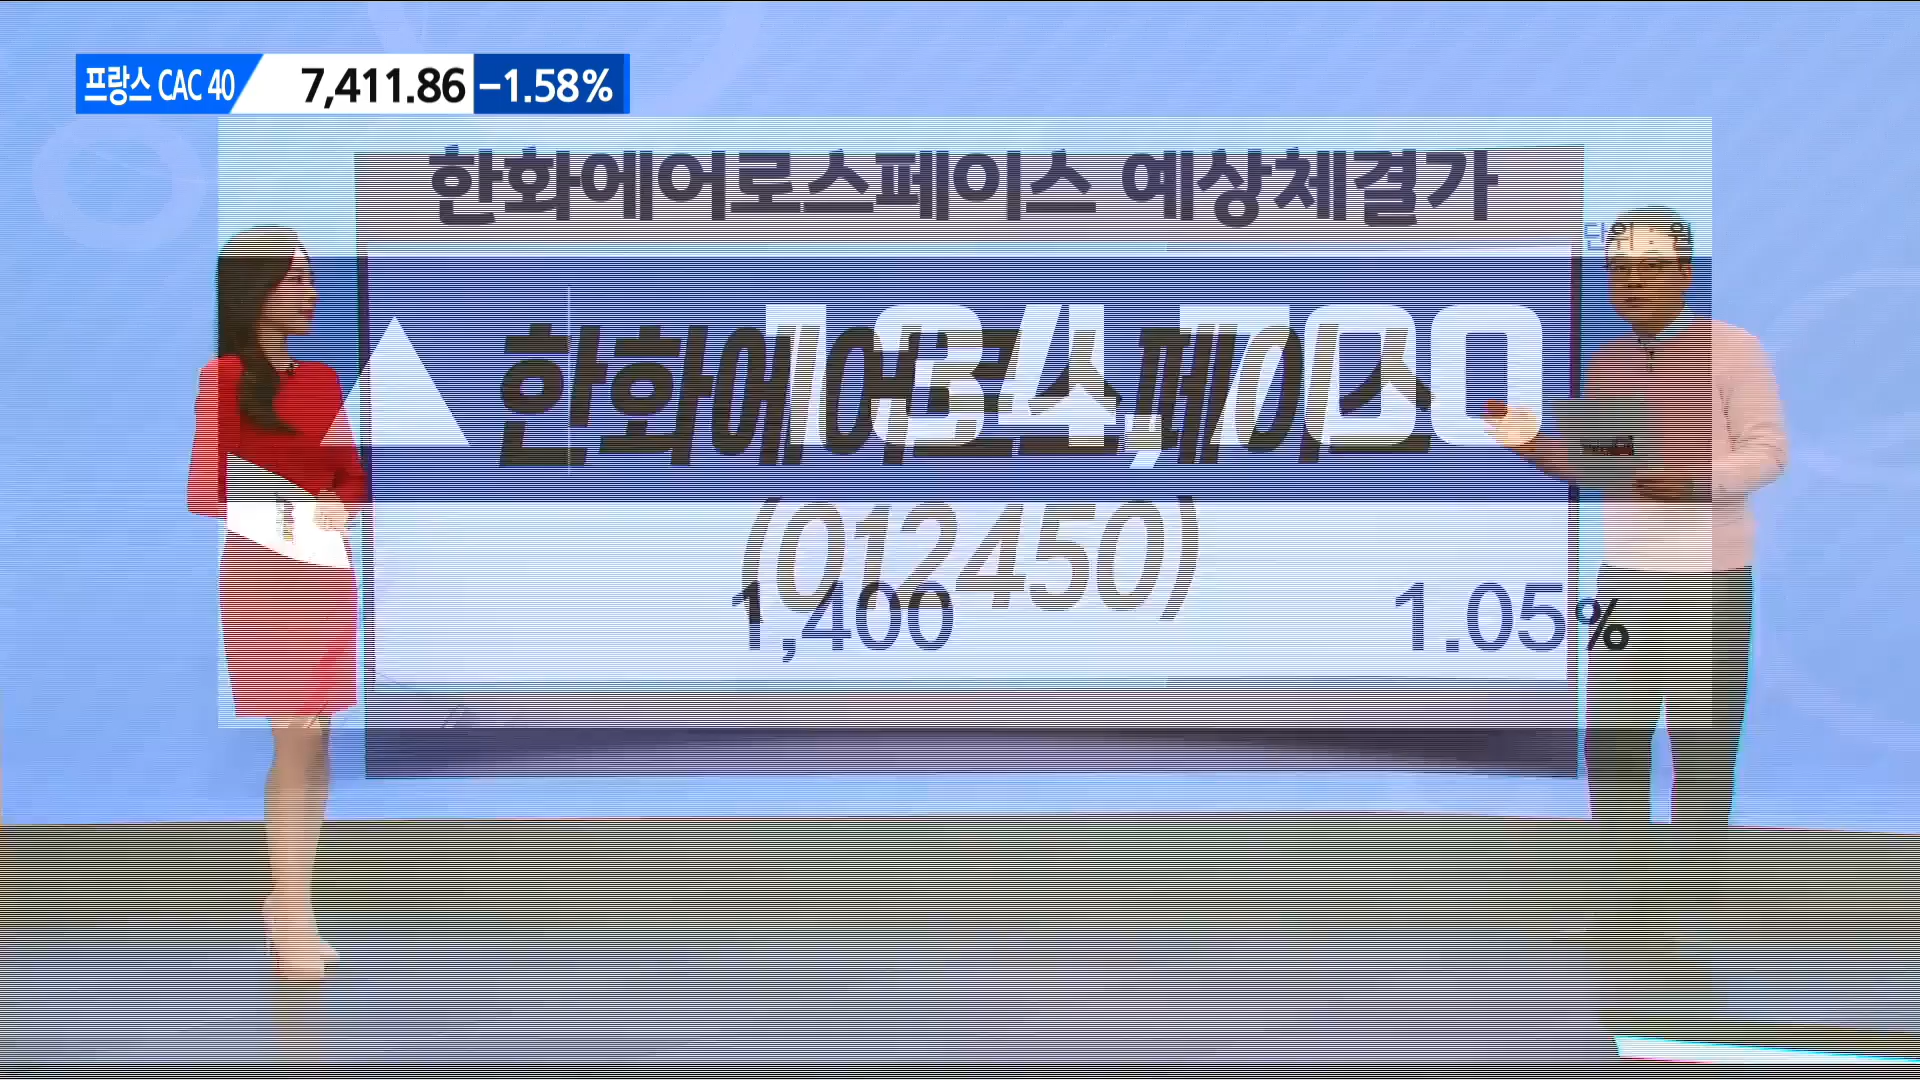 프랑스 CAC 40 7,411.86 -1.58%
한화에어로스페이스 예상체결가
단위 : 원
▲ 134,700
한화에어로스페이스
(012450)
1,400 1.05%